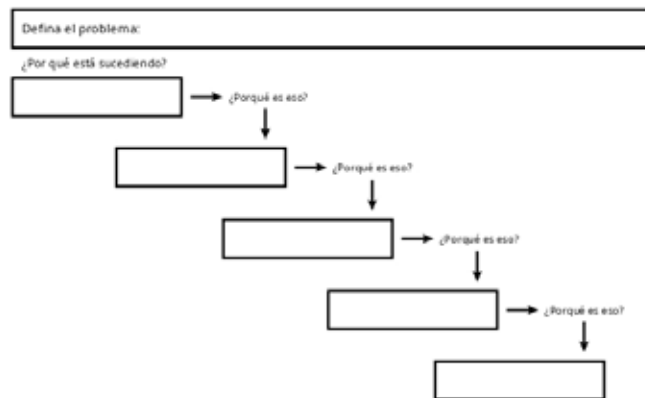 Defina el problema:
¿Por qué está sucediendo?
¿Porqué es eso?
¿Porqué es eso?
¿Porqué es eso?
¿Porqué es eso?